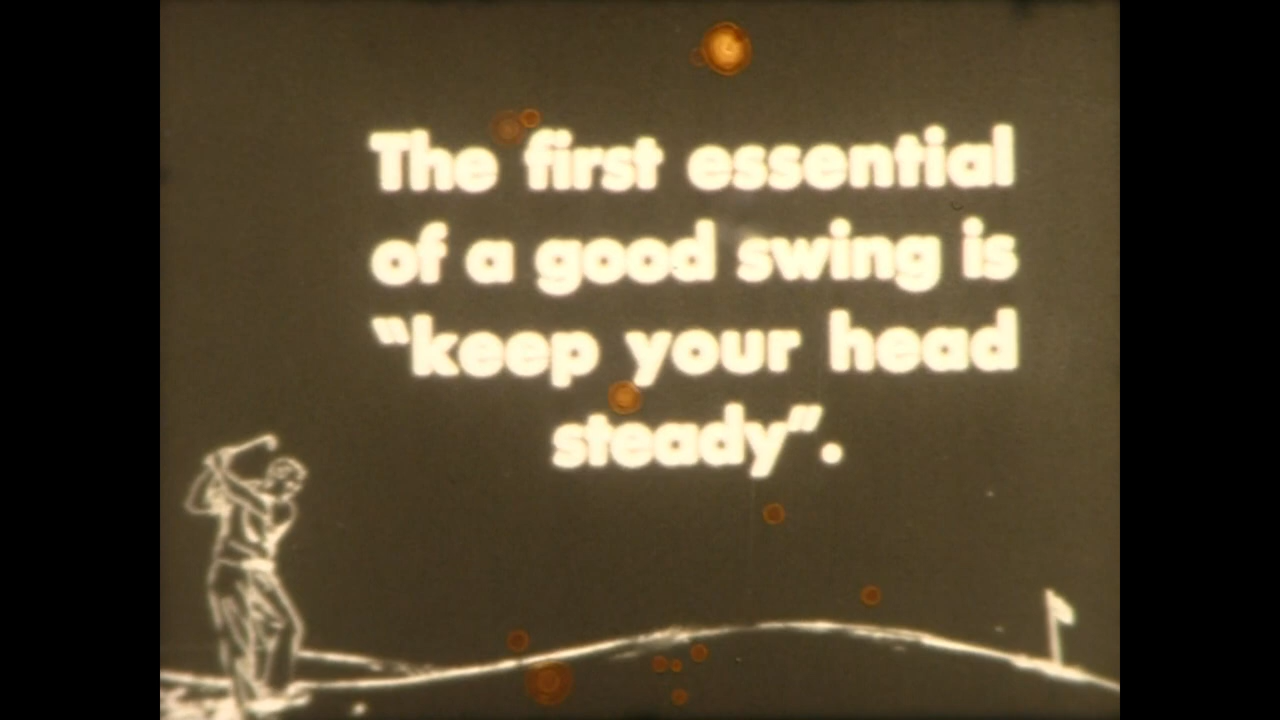 The first essential
of a good swing is
"keep your head
steady".